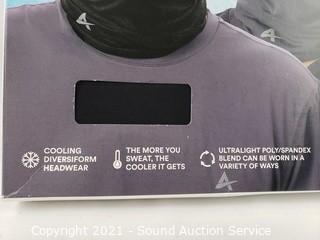 COOLING
DIVERSIFORM
HEADWEAR
THE MORE YOU
SWEAT, THE
COOLER IT GETS
ULTRALIGHT POLY/SPANDEX
BLEND CAN BE WORN IN A
VARIETY OF WAYS
Copyright 2021 - Sound Auction Service